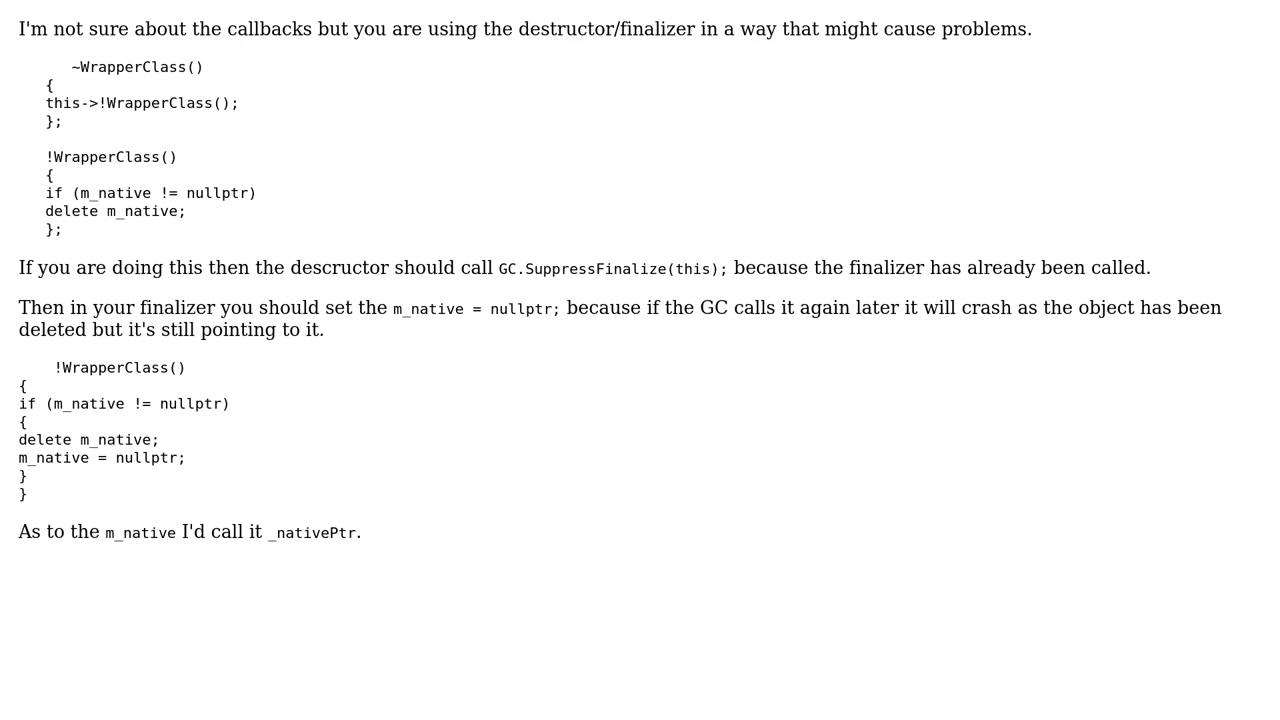 I'm not sure about the callbacks but you are using the destructor/finalizer in a way that might cause problems.
~WrapperClass()
{
this->!WrapperClass();
};
!WrapperClass()
{
if (m_native != nullptr)
delete m_native;
};
If you are doing this then the descructor should call GC.SuppressFinalize(this); because the finalizer has already been called.
Then in your finalizer you should set the m_native = nullptr; because if the GC calls it again later it will crash as the object has been
deleted but it's still pointing to it.
!WrapperClass()
{
if (m_native != nullptr)
{
delete m_native;
m_native = nullptr;
}
}
As to the m_native I'd call it _nativePtr.